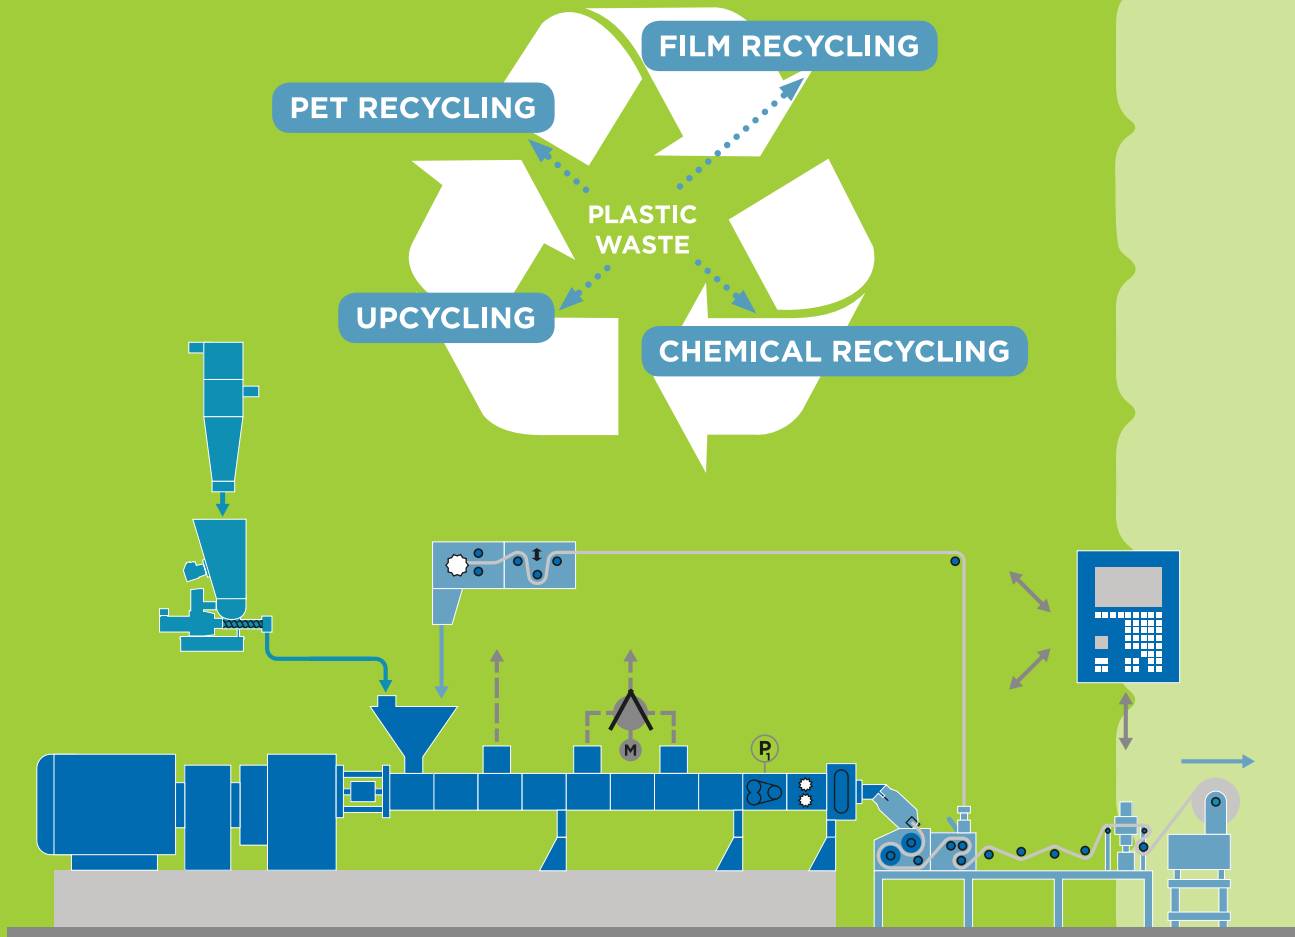 FILM RECYCLING
PET RECYCLING
PLASTIC
WASTE
UPCYCLING
CHEMICAL RECYCLING
M
P
1